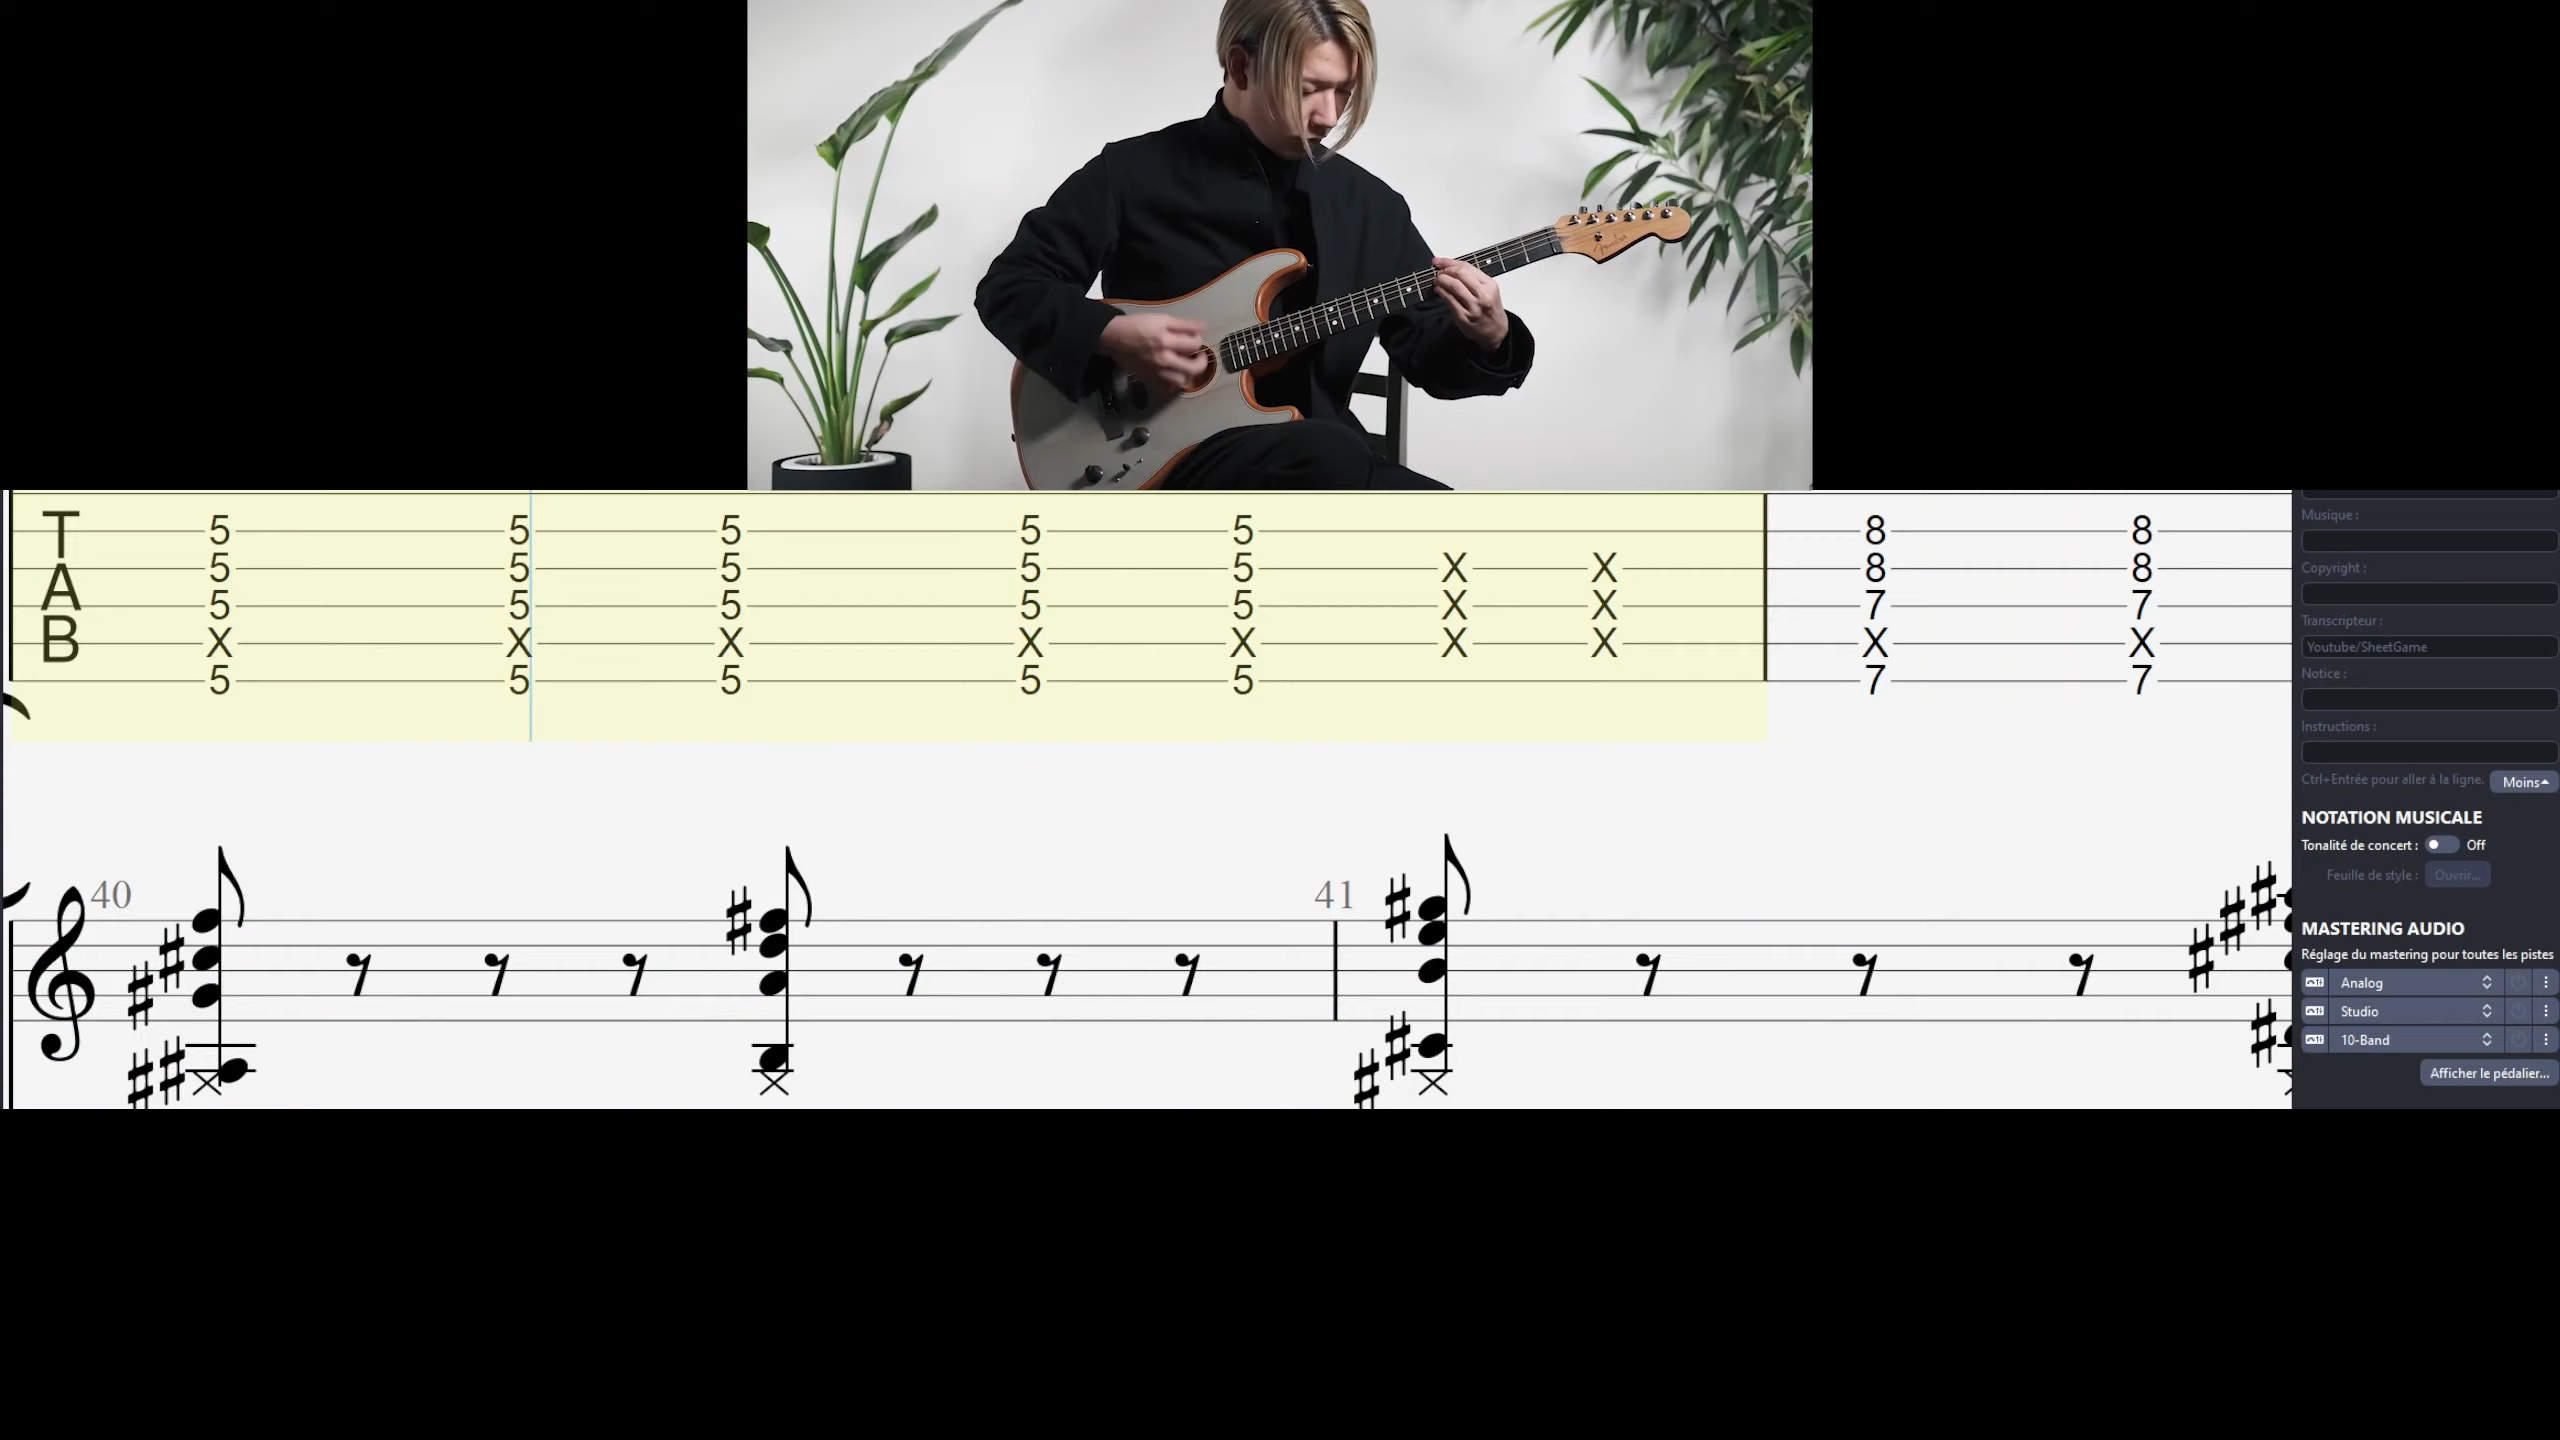 Fender
T 5 5 5 5 5 8 8
A 5 5 5 5 5 X X 8 8
5 5 5 5 5 X X 7 7
B X X X X X X X X X
5 5 5 5 5 7 7
40 41
Musique :
Copyright :
Transcripteur :
Youtube/SheetGame
Notice :
Instructions :
Ctrl+Entrée pour aller à la ligne. Moins
NOTATION MUSICALE
Tonalité de concert : Off
Feuille de style : Ouvrir...
MASTERING AUDIO
Réglage du mastering pour toutes les pistes
Analog
Studio
10-Band
Afficher le pédalier...